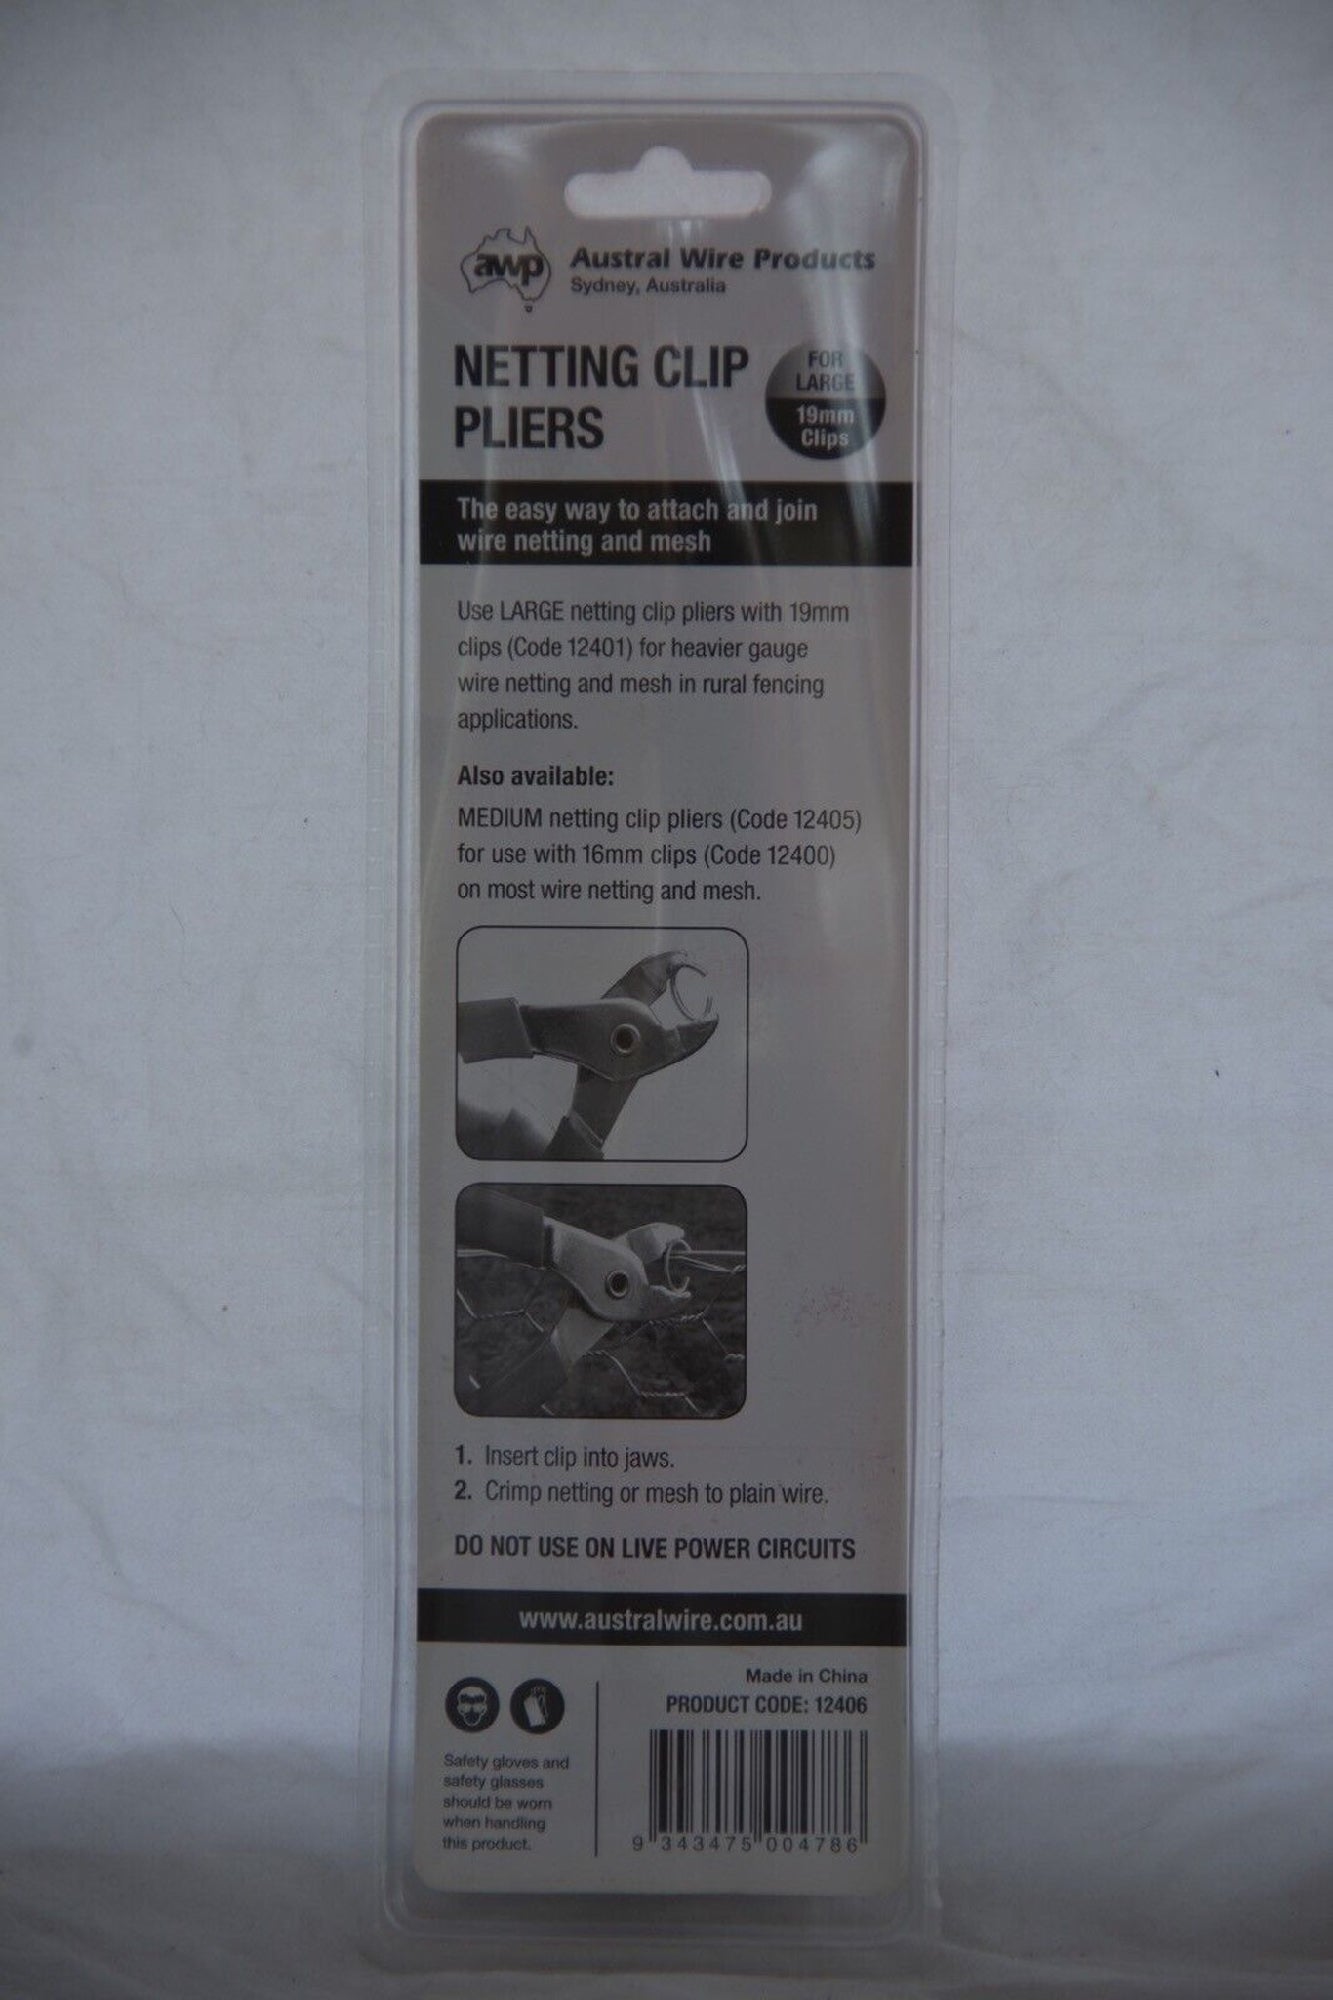 awp
Austral Wire Products
Sydney, Australia
NETTING CLIP
PLIERS
FOR
LARGE
19mm
Clips
The easy way to attach and join
wire netting and mesh
Use LARGE netting clip pliers with 19mm
clips (Code 12401) for heavier gauge
wire netting and mesh in rural fencing
applications.
Also available:
MEDIUM netting clip pliers (Code 12405)
for use with 16mm clips (Code 12400)
on most wire netting and mesh.
1. Insert clip into jaws.
2. Crimp netting or mesh to plain wire.
DO NOT USE ON LIVE POWER CIRCUITS
www.australwire.com.au
Safety gloves and
safety glasses
should be worn
when handling
this product.
Made in China
PRODUCT CODE: 12406
9 343475 004786